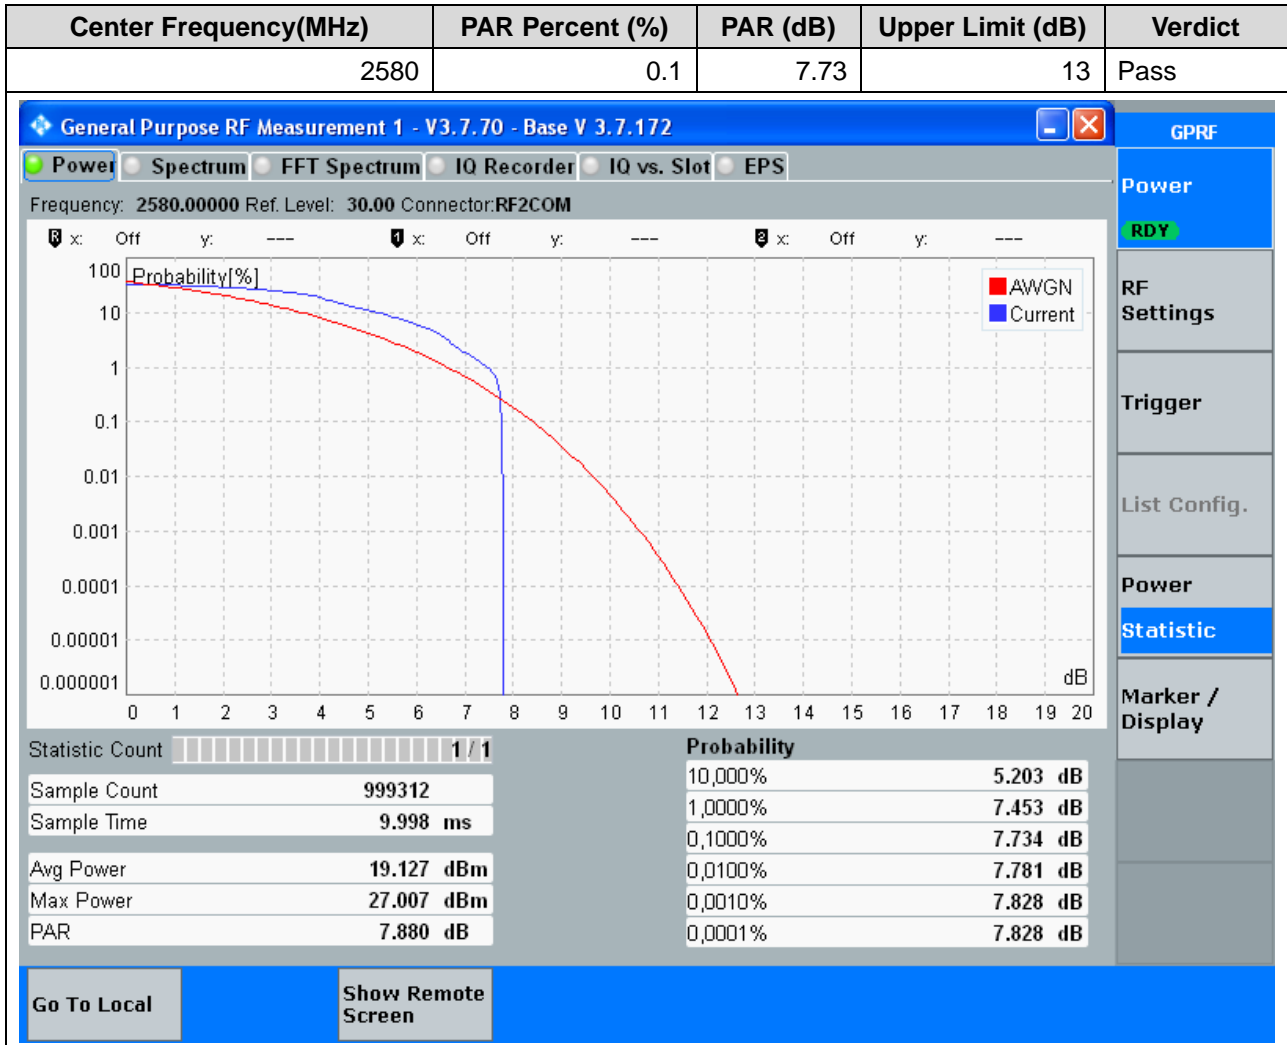 Center Frequency(MHz) PAR Percent (%) PAR (dB) Upper Limit (dB) Verdict
2580 0.1 7.73 13 Pass
General Purpose RF Measurement 1 - V3.7.70 - Base V 3.7.172
GPRF
Power Spectrum FFT Spectrum IQ Recorder IQ vs. Slot EPS
Frequency: 2580.00000 Ref. Level: 30.00 Connector:RF2COM
R x: Off y: --- 1 x: Off y: --- 2 x: Off y: ---
Probability[%]
AWGN
Current
100
10
1
0.1
0.01
0.001
0.0001
0.00001
0.000001
dB
0 1 2 3 4 5 6 7 8 9 10 11 12 13 14 15 16 17 18 19 20
Statistic Count 1 / 1
Sample Count 999312
Sample Time 9.998 ms
Avg Power 19.127 dBm
Max Power 27.007 dBm
PAR 7.880 dB
Probability
10,000% 5.203 dB
1,0000% 7.453 dB
0,1000% 7.734 dB
0,0100% 7.781 dB
0,0010% 7.828 dB
0,0001% 7.828 dB
Power
RDY
RF
Settings
Trigger
List Config.
Power
Statistic
Marker /
Display
Go To Local
Show Remote
Screen